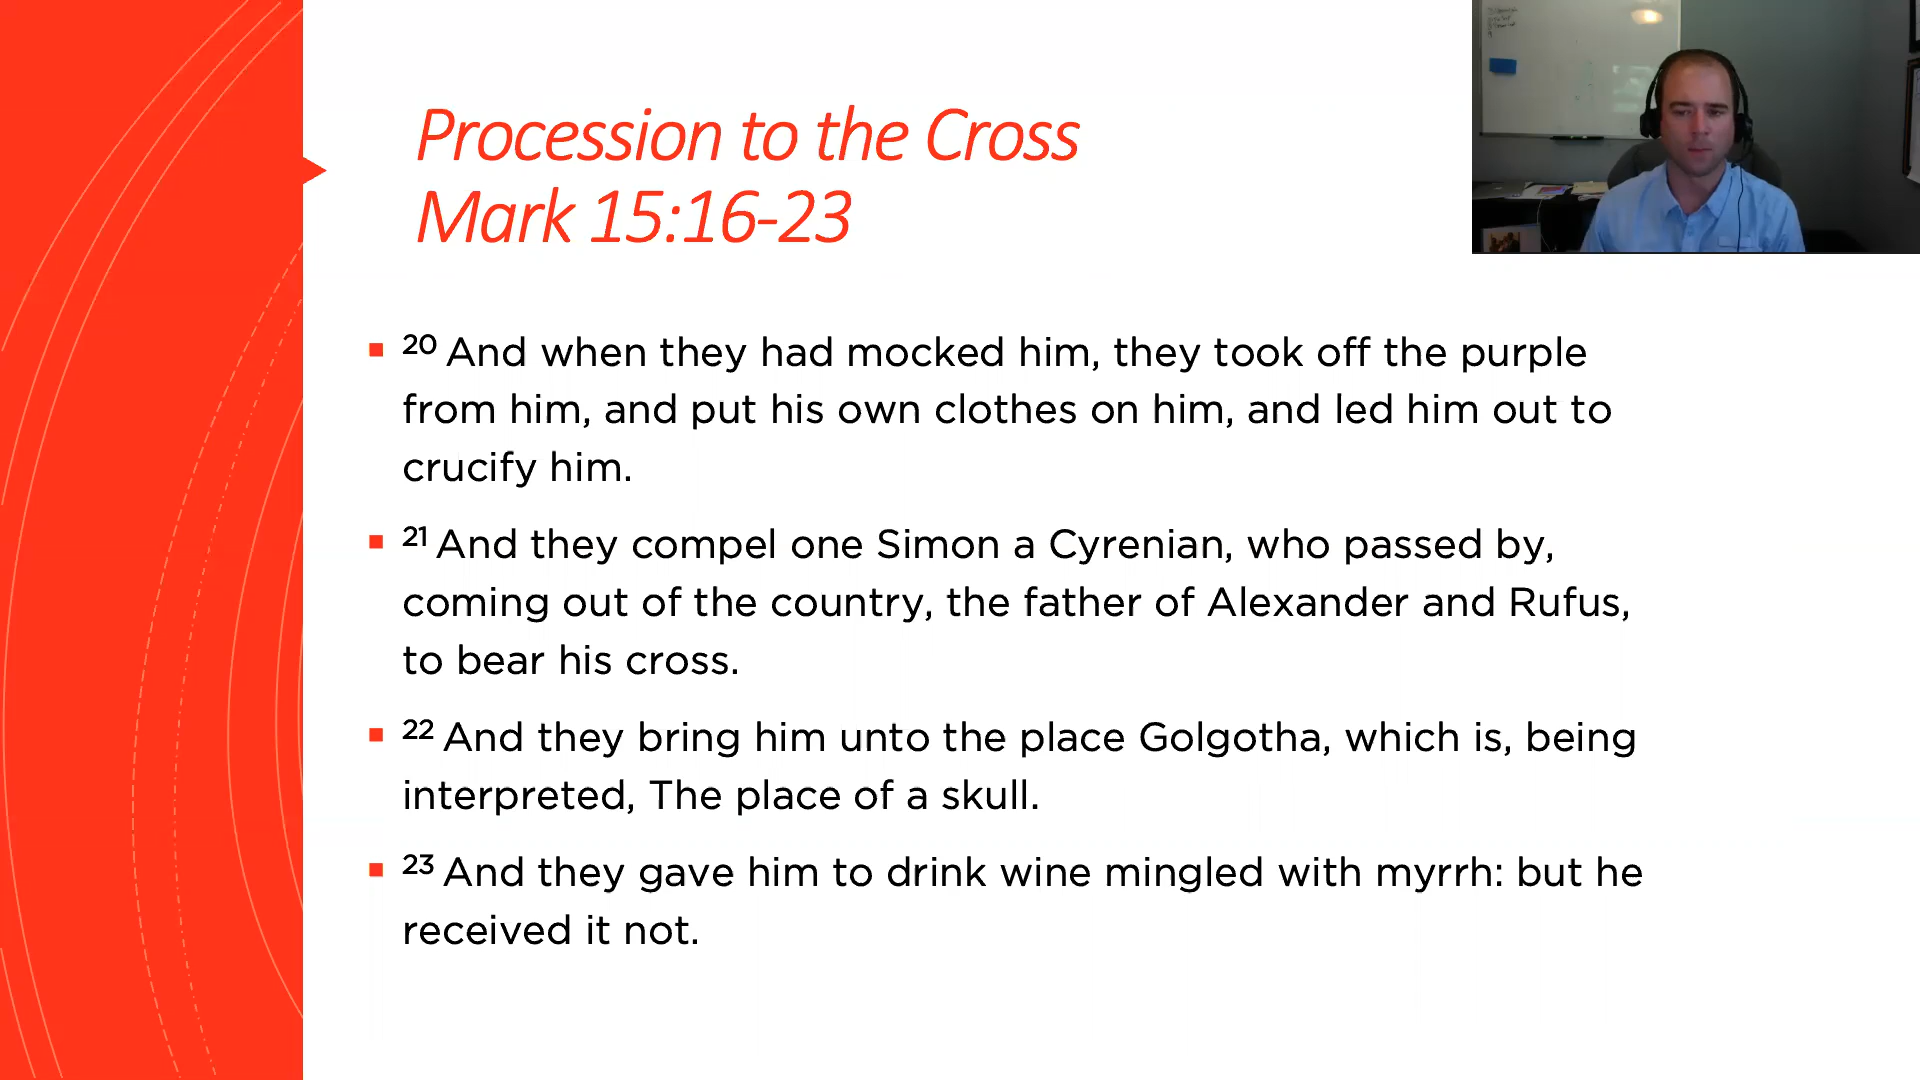 Procession to the Cross
Mark 15:16-23
20 And when they had mocked him, they took off the purple
from him, and put his own clothes on him, and led him out to
crucify him.
21 And they compel one Simon a Cyrenian, who passed by,
coming out of the country, the father of Alexander and Rufus,
to bear his cross.
22 And they bring him unto the place Golgotha, which is, being
interpreted, The place of a skull.
23 And they gave him to drink wine mingled with myrrh: but he
received it not.